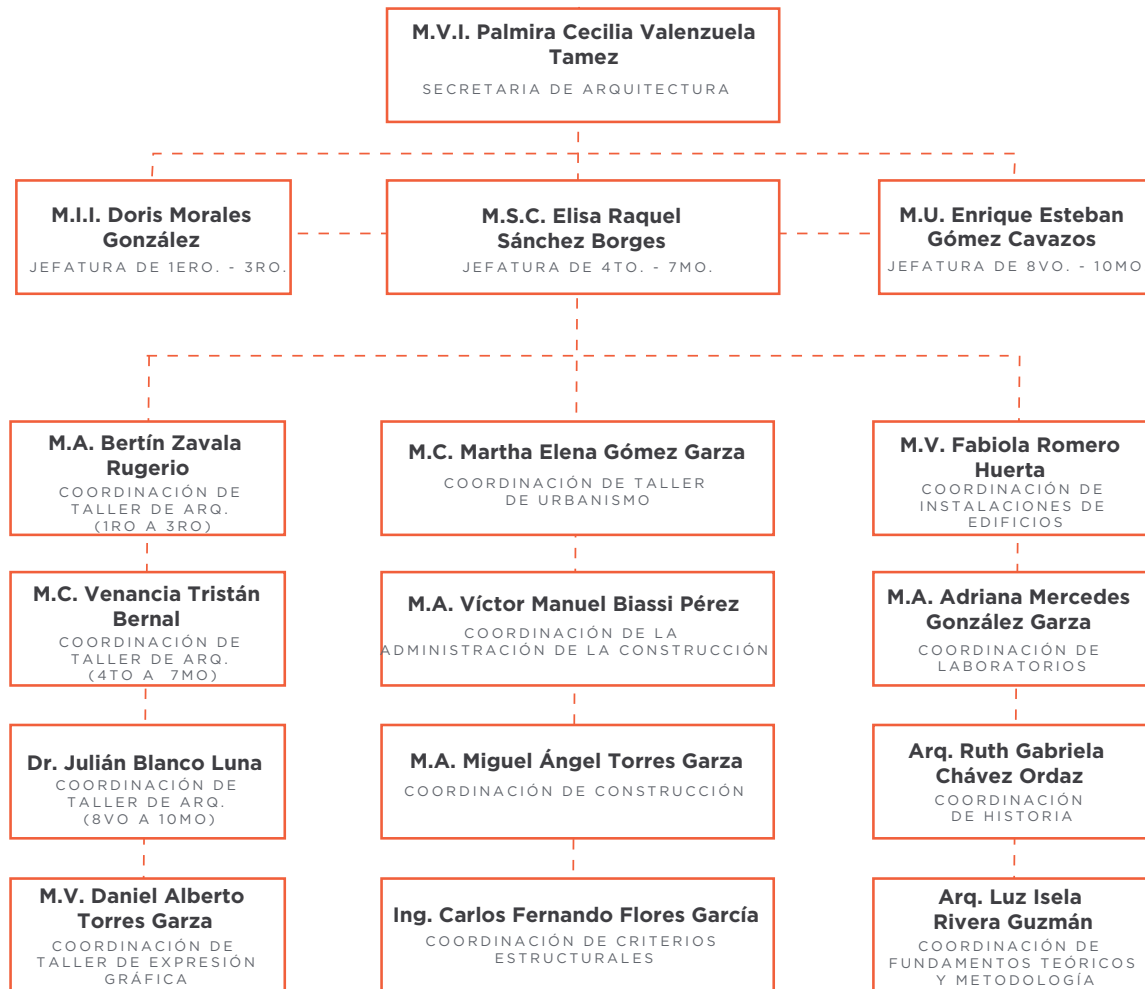 M.V.I. Palmira Cecilia Valenzuela
Tamez
SECRETARIA DE ARQUITECTURA
M.I.I. Doris Morales
González
JEFATURA DE 1ERO. - 3RO.
M.S.C. Elisa Raquel
Sánchez Borges
JEFATURA DE 4TO. - 7MO.
M.U. Enrique Esteban
Gómez Cavazos
JEFATURA DE 8VO. - 10MO
M.A. Bertín Zavala
Rugerio
COORDINACIÓN DE
TALLER DE ARQ.
(1RO A 3RO)
M.C. Martha Elena Gómez Garza
COORDINACIÓN DE TALLER
DE URBANISMO
M.V. Fabiola Romero
Huerta
COORDINACIÓN DE
INSTALACIONES DE
EDIFICIOS
M.C. Venancia Tristán
Bernal
COORDINACIÓN DE
TALLER DE ARQ.
(4TO A 7MO)
M.A. Víctor Manuel Biassi Pérez
COORDINACIÓN DE LA
ADMINISTRACIÓN DE LA CONSTRUCCIÓN
M.A. Adriana Mercedes
González Garza
COORDINACIÓN DE
LABORATORIOS
Dr. Julián Blanco Luna
COORDINACIÓN DE
TALLER DE ARQ.
(8VO A 10MO)
M.A. Miguel Ángel Torres Garza
COORDINACIÓN DE CONSTRUCCIÓN
Arq. Ruth Gabriela
Chávez Ordaz
COORDINACIÓN
DE HISTORIA
M.V. Daniel Alberto
Torres Garza
COORDINACIÓN DE
TALLER DE EXPRESIÓN
GRÁFICA
Ing. Carlos Fernando Flores García
COORDINACIÓN DE CRITERIOS
ESTRUCTURALES
Arq. Luz Isela
Rivera Guzmán
COORDINACIÓN DE
FUNDAMENTOS TEÓRICOS
Y METODOLOGÍA